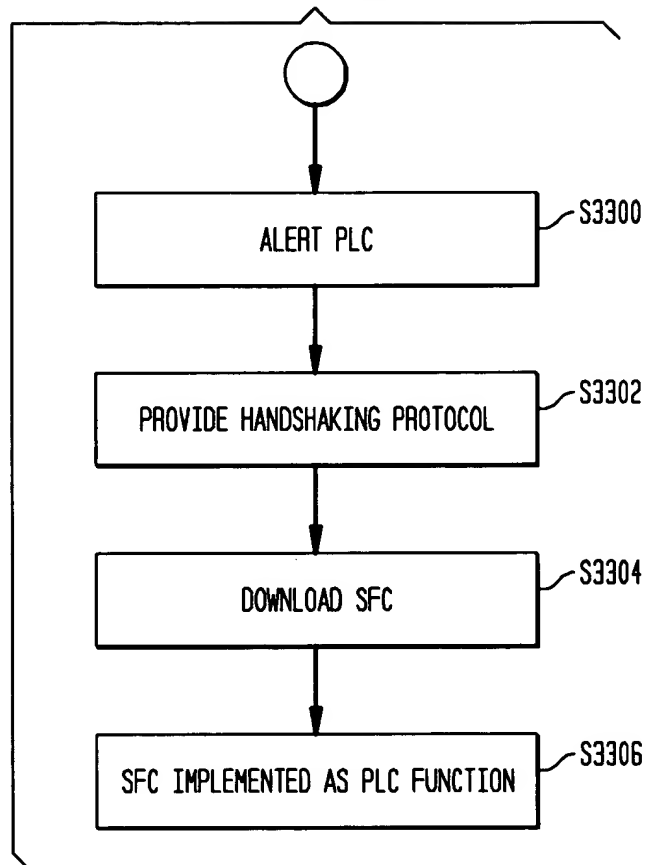 ALERT PLC
S3300
PROVIDE HANDSHAKING PROTOCOL
S3302
DOWNLOAD SFC
S3304
SFC IMPLEMENTED AS PLC FUNCTION
S3306